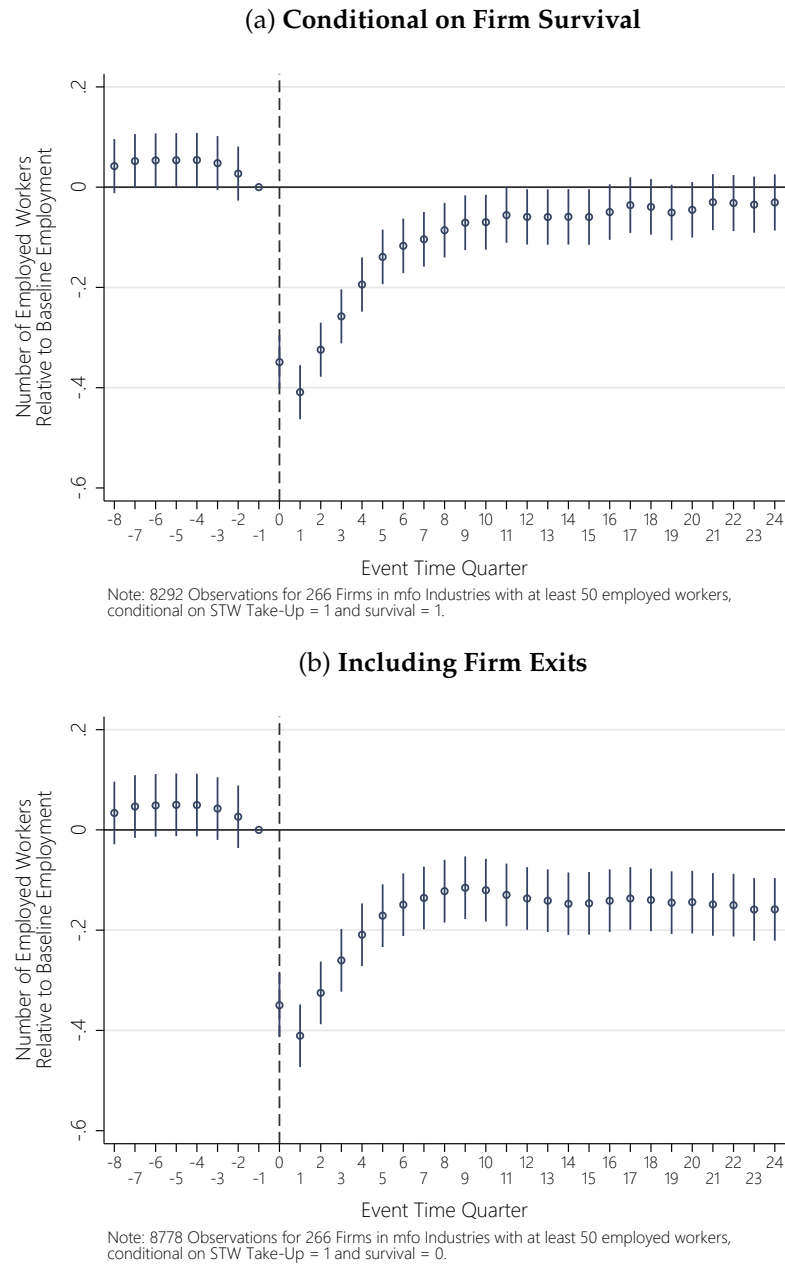 (a) Conditional on Firm Survival
Number of Employed Workers
Relative to Baseline Employment
.2
0
-.2
-.4
-.6
-8 -6 -4 -2 0 2 4 6 8 10 12 14 16 18 20 22 24
-7 -5 -3 -1 1 3 5 7 9 11 13 15 17 19 21 23
Event Time Quarter
Note: 8292 Observations for 266 Firms in mfo Industries with at least 50 employed workers,
conditional on STW Take-Up = 1 and survival = 1.
(b) Including Firm Exits
Number of Employed Workers
Relative to Baseline Employment
.2
0
-.2
-.4
-.6
-8 -6 -4 -2 0 2 4 6 8 10 12 14 16 18 20 22 24
-7 -5 -3 -1 1 3 5 7 9 11 13 15 17 19 21 23
Event Time Quarter
Note: 8778 Observations for 266 Firms in mfo Industries with at least 50 employed workers,
conditional on STW Take-Up = 1 and survival = 0.